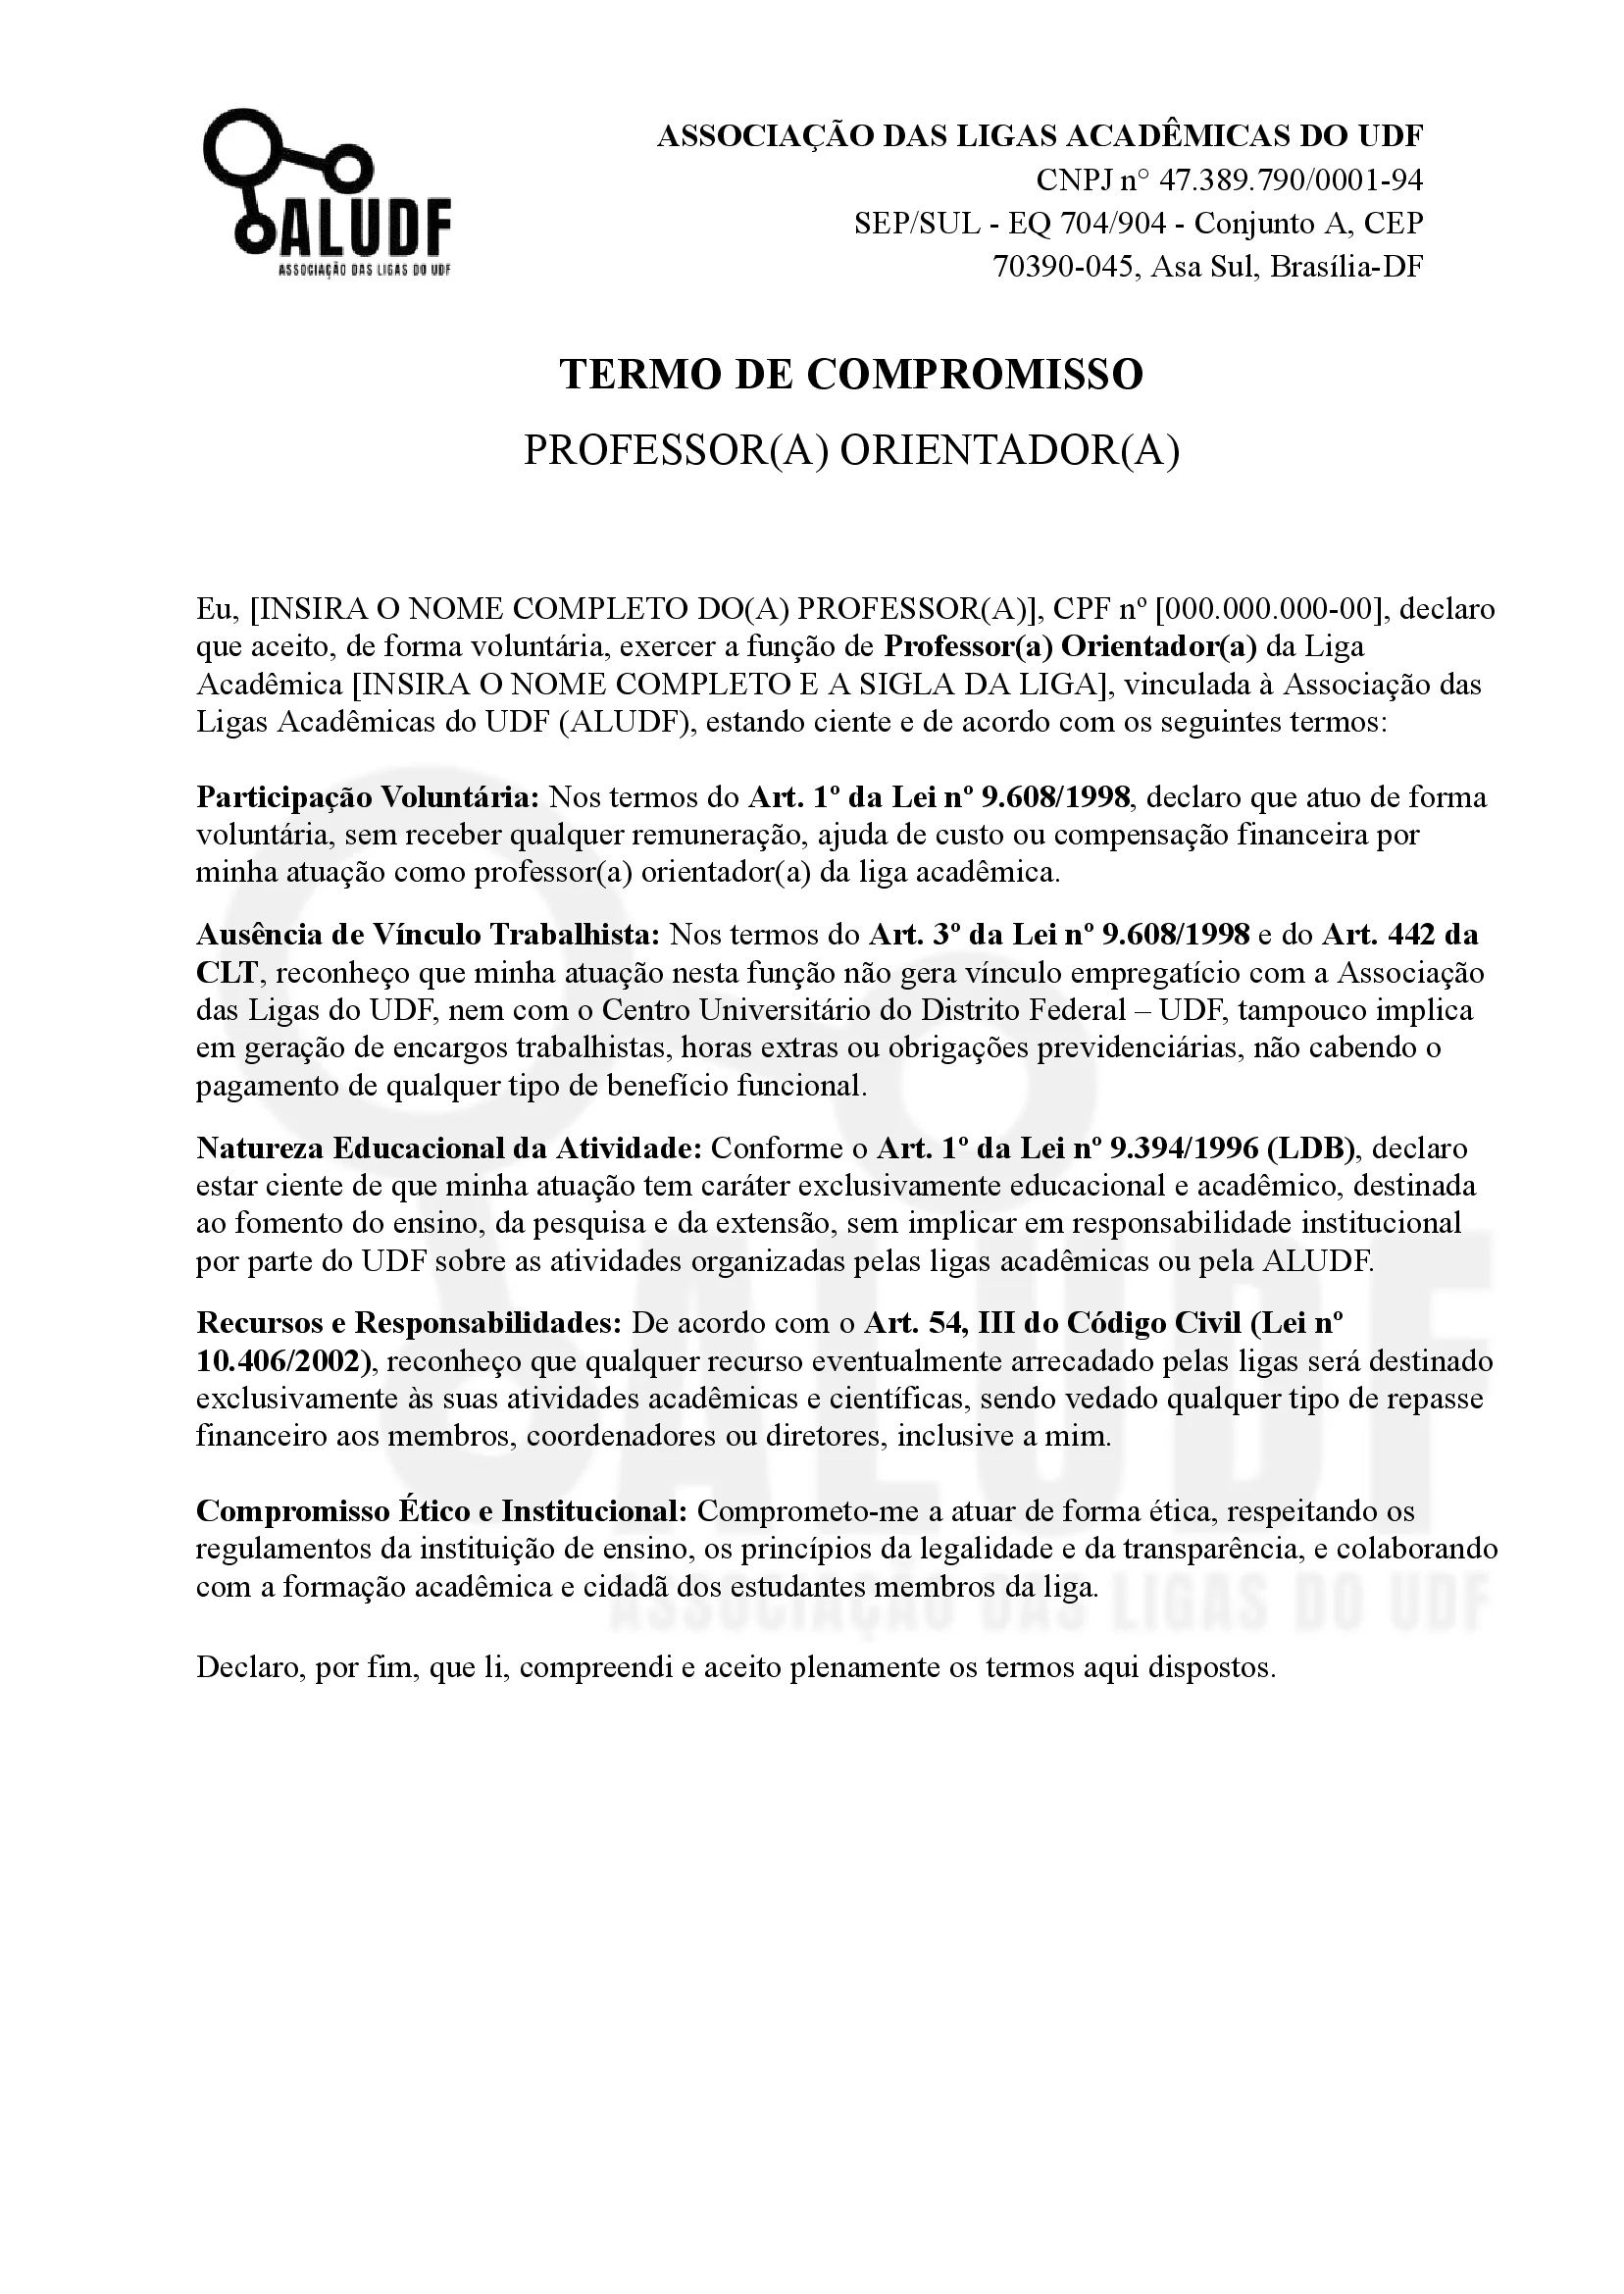 ALUDF
ASSOCIAÇÃO DAS LIGAS DO UDF
ASSOCIAÇÃO DAS LIGAS ACADÊMICAS DO UDF
CNPJ n° 47.389.790/0001-94
SEP/SUL - EQ 704/904 - Conjunto A, CEP
70390-045, Asa Sul, Brasília-DF
TERMO DE COMPROMISSO
PROFESSOR(A) ORIENTADOR(A)
Eu, [INSIRA O NOME COMPLETO DO(A) PROFESSOR(A)], CPF nº [000.000.000-00], declaro
que aceito, de forma voluntária, exercer a função de Professor(a) Orientador(a) da Liga
Acadêmica [INSIRA O NOME COMPLETO E A SIGLA DA LIGA], vinculada à Associação das
Ligas Acadêmicas do UDF (ALUDF), estando ciente e de acordo com os seguintes termos:
Participação Voluntária: Nos termos do Art. 1º da Lei nº 9.608/1998, declaro que atuo de forma
voluntária, sem receber qualquer remuneração, ajuda de custo ou compensação financeira por
minha atuação como professor(a) orientador(a) da liga acadêmica.
Ausência de Vínculo Trabalhista: Nos termos do Art. 3º da Lei nº 9.608/1998 e do Art. 442 da
CLT, reconheço que minha atuação nesta função não gera vínculo empregatício com a Associação
das Ligas do UDF, nem com o Centro Universitário do Distrito Federal – UDF, tampouco implica
em geração de encargos trabalhistas, horas extras ou obrigações previdenciárias, não cabendo o
pagamento de qualquer tipo de benefício funcional.
Natureza Educacional da Atividade: Conforme o Art. 1º da Lei nº 9.394/1996 (LDB), declaro
estar ciente de que minha atuação tem caráter exclusivamente educacional e acadêmico, destinada
ao fomento do ensino, da pesquisa e da extensão, sem implicar em responsabilidade institucional
por parte do UDF sobre as atividades organizadas pelas ligas acadêmicas ou pela ALUDF.
Recursos e Responsabilidades: De acordo com o Art. 54, III do Código Civil (Lei nº
10.406/2002), reconheço que qualquer recurso eventualmente arrecadado pelas ligas será destinado
exclusivamente às suas atividades acadêmicas e científicas, sendo vedado qualquer tipo de repasse
financeiro aos membros, coordenadores ou diretores, inclusive a mim.
Compromisso Ético e Institucional: Comprometo-me a atuar de forma ética, respeitando os
regulamentos da instituição de ensino, os princípios da legalidade e da transparência, e colaborando
com a formação acadêmica e cidadã dos estudantes membros da liga.
ALUDF
ASSOCIAÇÃO DAS LIGAS DO UDF
Declaro, por fim, que li, compreendi e aceito plenamente os termos aqui dispostos.